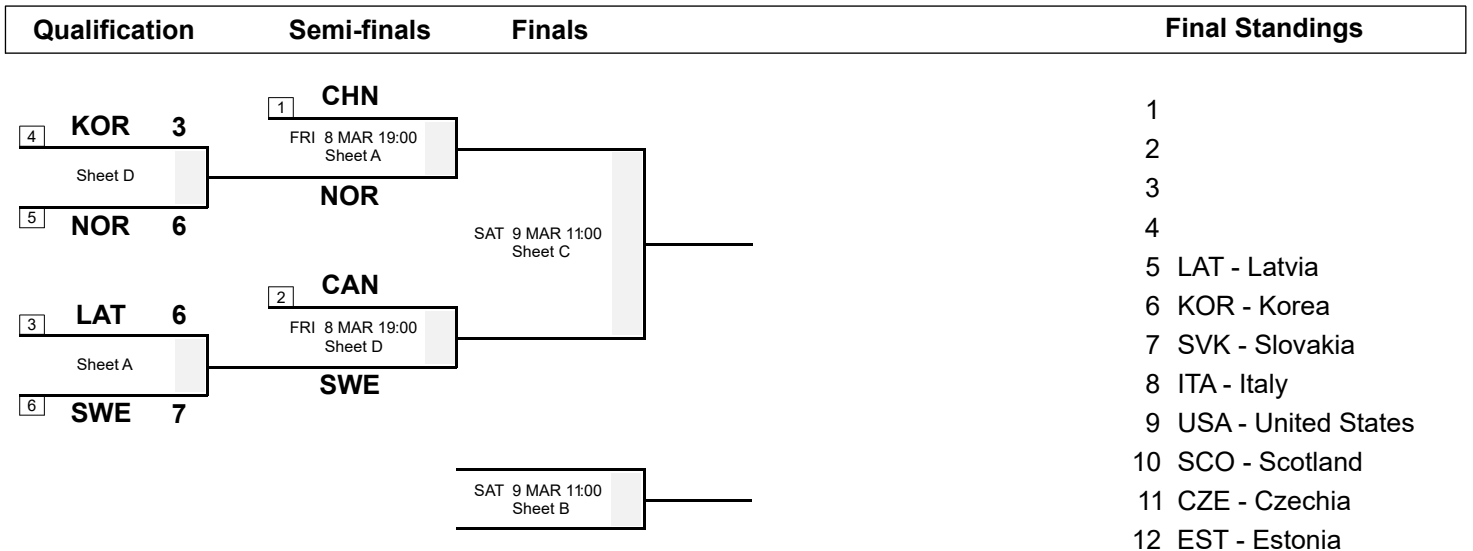 Qualification Semi-finals Finals Final Standings
1 CHN
4 KOR 3
FRI 8 MAR 19:00
Sheet A
Sheet D
NOR
5 NOR 6
SAT 9 MAR 11:00
Sheet C
2 CAN
3 LAT 6
FRI 8 MAR 19:00
Sheet D
Sheet A
SWE
6 SWE 7
SAT 9 MAR 11:00
Sheet B
1
2
3
4
5 LAT - Latvia
6 KOR - Korea
7 SVK - Slovakia
8 ITA - Italy
9 USA - United States
10 SCO - Scotland
11 CZE - Czechia
12 EST - Estonia